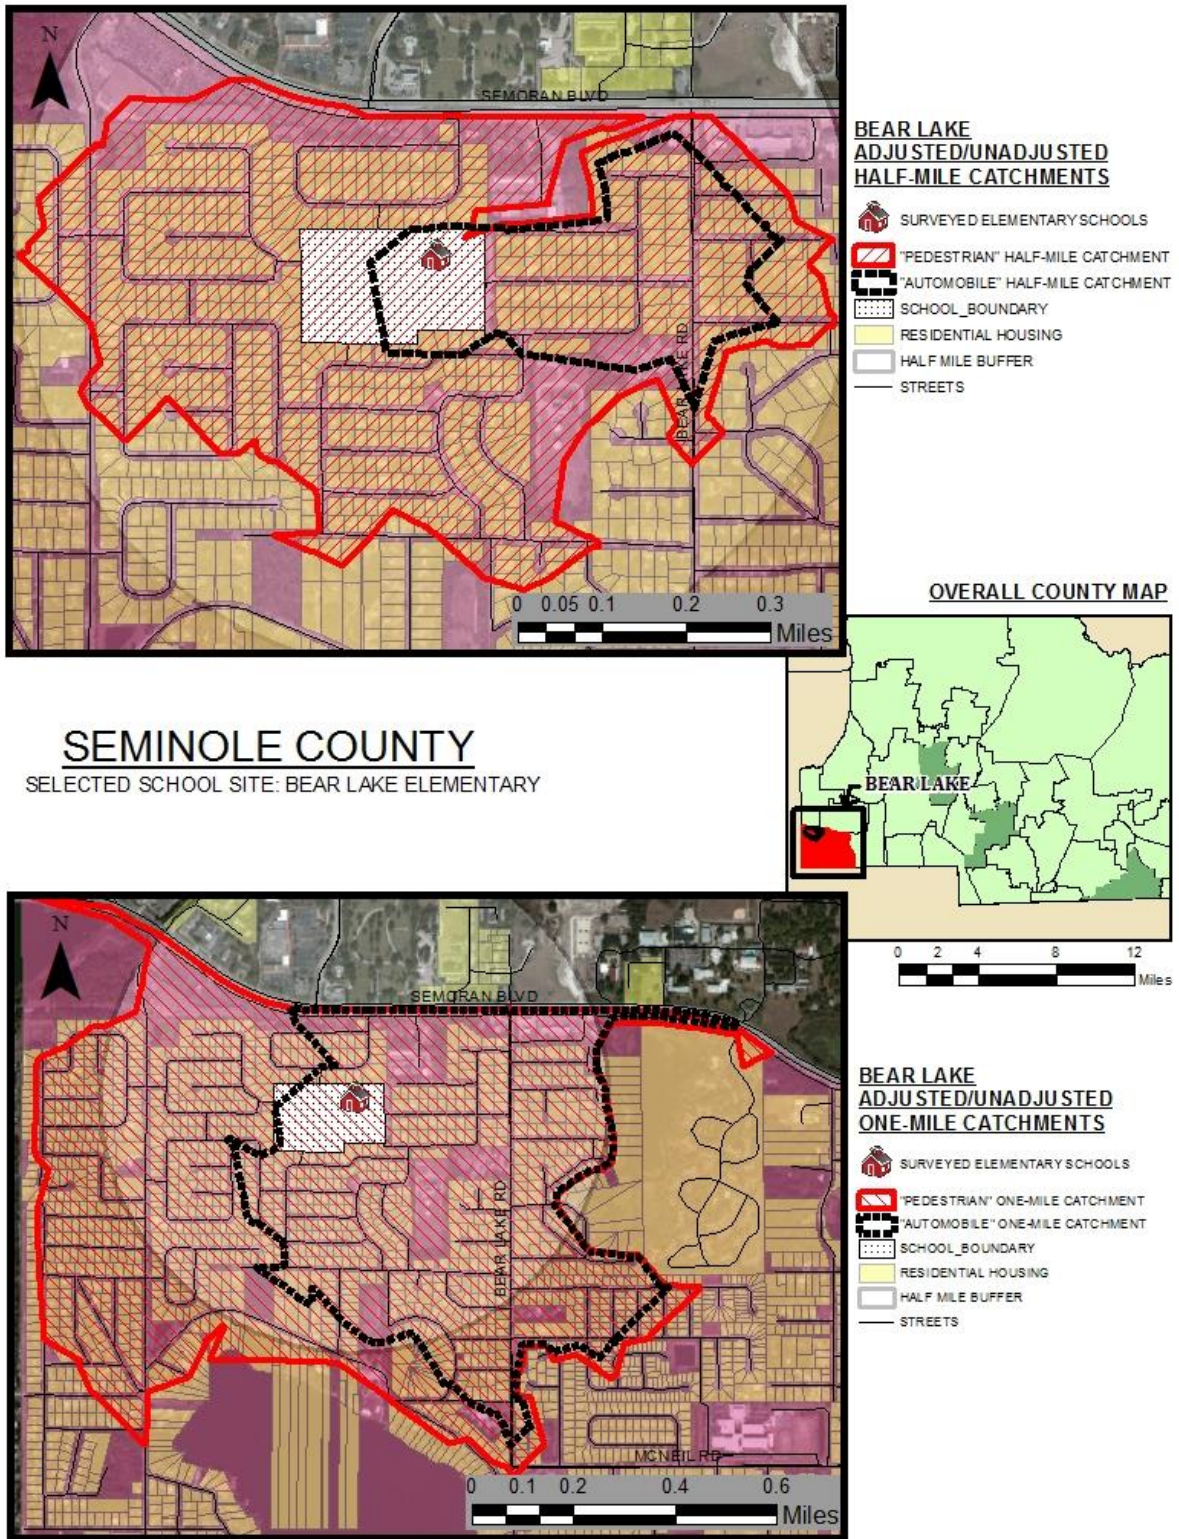 N
SEMORAN BLVD
BEAR LAKE RD
0 0.05 0.1 0.2 0.3
Miles
BEAR LAKE
ADJUSTED/UNADJUSTED
HALF-MILE CATCHMENTS
SURVEYED ELEMENTARY SCHOOLS
"PEDESTRIAN" HALF-MILE CATCHMENT
"AUTOMOBILE" HALF-MILE CATCHMENT
SCHOOL_BOUNDARY
RESIDENTIAL HOUSING
HALF MILE BUFFER
STREETS
OVERALL COUNTY MAP
BEAR LAKE
0 2 4 8 12
Miles
SEMINOLE COUNTY
SELECTED SCHOOL SITE: BEAR LAKE ELEMENTARY
N
SEMORAN BLVD
BEAR LAKE RD
MCNEIL RD
0 0.1 0.2 0.4 0.6
Miles
BEAR LAKE
ADJUSTED/UNADJUSTED
ONE-MILE CATCHMENTS
SURVEYED ELEMENTARY SCHOOLS
"PEDESTRIAN" ONE-MILE CATCHMENT
"AUTOMOBILE" ONE-MILE CATCHMENT
SCHOOL_BOUNDARY
RESIDENTIAL HOUSING
HALF MILE BUFFER
STREETS